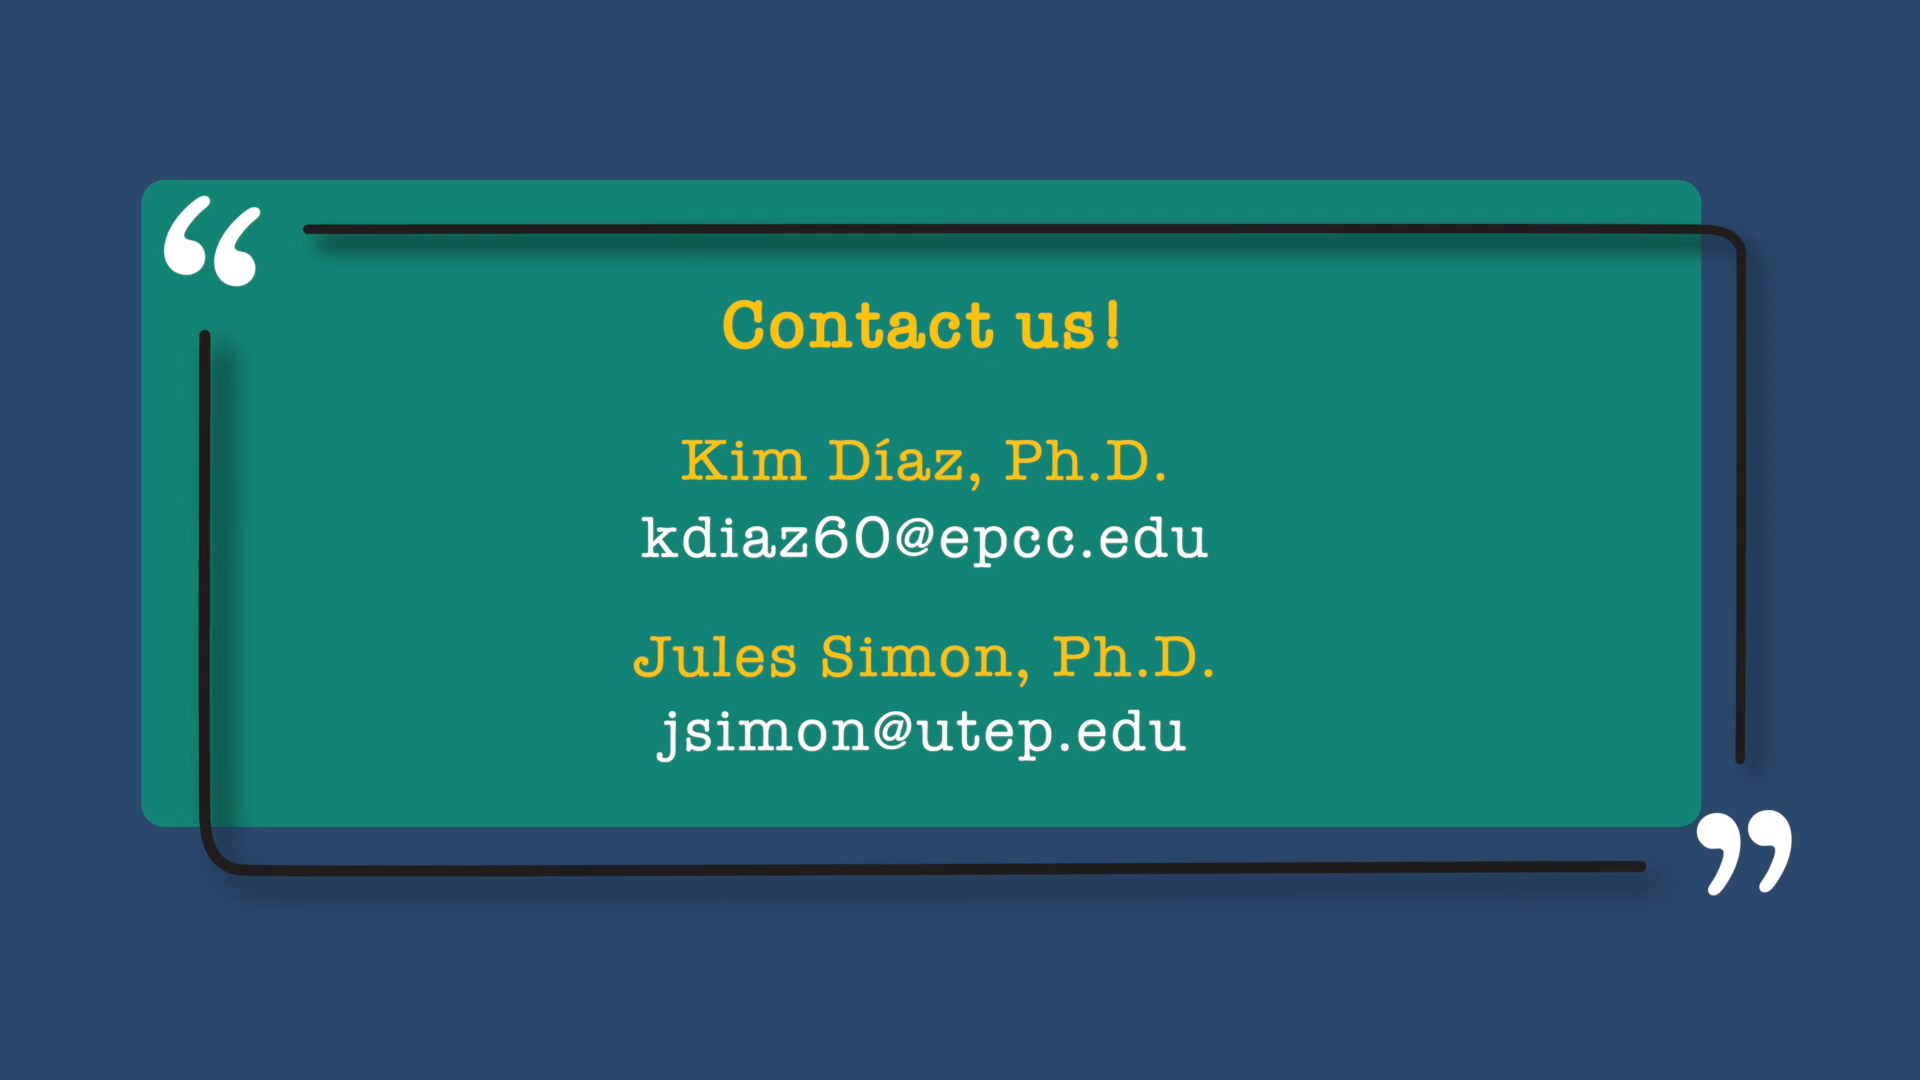 Contact us!
Kim Díaz, Ph.D.
kdiaz60@epcc.edu
Jules Simon, Ph.D.
jsimon@utep.edu